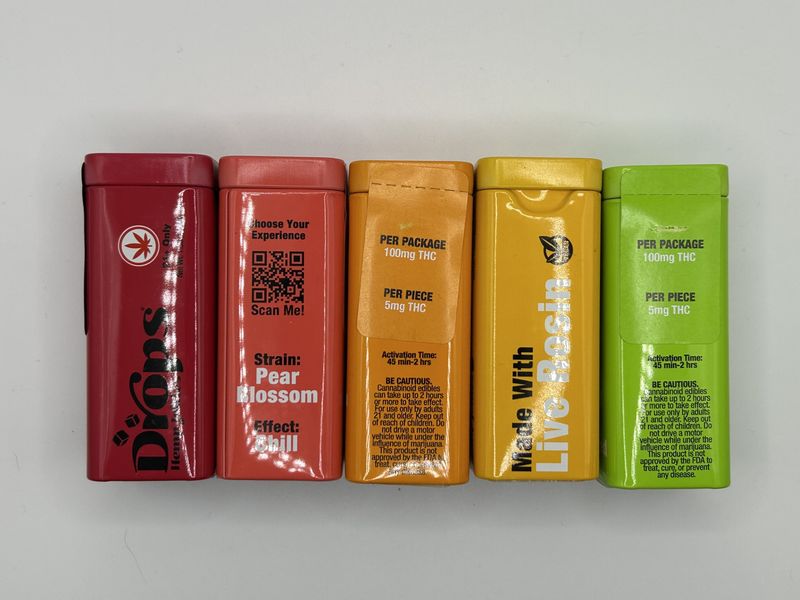 Drops
Choose Your
Experience
Scan Me!
Strain:
Pear
Blossom
Effect:
Chill
PER PACKAGE
100mg THC
PER PIECE
5mg THC
Activation Time:
45 min-2 hrs
BE CAUTIOUS.
Cannabinoid edibles
can take up to 2 hours
or more to take effect.
For use only by adults
21 and older. Keep out
of reach of children. Do
not drive a motor
vehicle while under the
influence of marijuana.
This product is not
approved by the FDA to
treat,
Made With
Live Resin
PER PACKAGE
100mg THC
PER PIECE
5mg THC
Activation Time:
45 min-2 hrs
BE CAUTIOUS.
Cannabinoid edibles
can take up to 2 hours
or more to take effect.
For use only by adults
21 and older. Keep out
of reach of children. Do
not drive a motor
vehicle while under the
influence of marijuana.
This product is not
approved by the FDA to
treat, cure, or prevent
any disease.